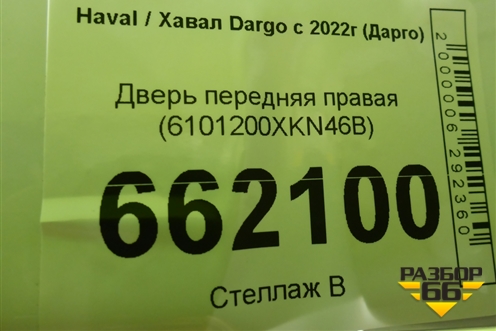 Haval / Хавал Dargo с 2022г (Дарго)
Дверь передняя правая
(6101200XKN46B)
662100
Стеллаж В
2000006292360
РАЗБОР
66